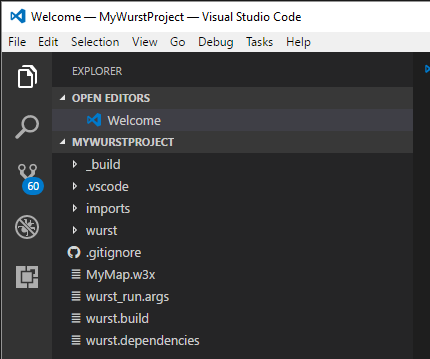 Welcome — MyWurstProject — Visual Studio Code
File Edit Selection View Go Debug Tasks Help
EXPLORER
OPEN EDITORS
Welcome
MYWURSTPROJECT
_build
.vscode
60
imports
wurst
.gitignore
MyMap.w3x
wurst_run.args
wurst.build
wurst.dependencies